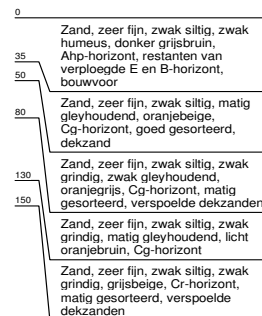 0
Zand, zeer fijn, zwak siltig, zwak
humeus, donker grijsbruin,
Ahp-horizont, restanten van
verploegde E en B-horizont,
bouwvoor
35
50
Zand, zeer fijn, zwak siltig, matig
gleyhoudend, oranjebeige,
Cg-horizont, goed gesorteerd,
dekzand
80
Zand, zeer fijn, zwak siltig, zwak
grindig, zwak gleyhoudend,
oranjegrijs, Cg-horizont, matig
gesorteerd, verspoelde dekzanden
130
150
Zand, zeer fijn, zwak siltig, zwak
grindig, matig gleyhoudend, licht
oranjebruin, Cg-horizont
Zand, zeer fijn, zwak siltig, zwak
grindig, grijsbeige, Cr-horizont,
matig gesorteerd, verspoelde
dekzanden